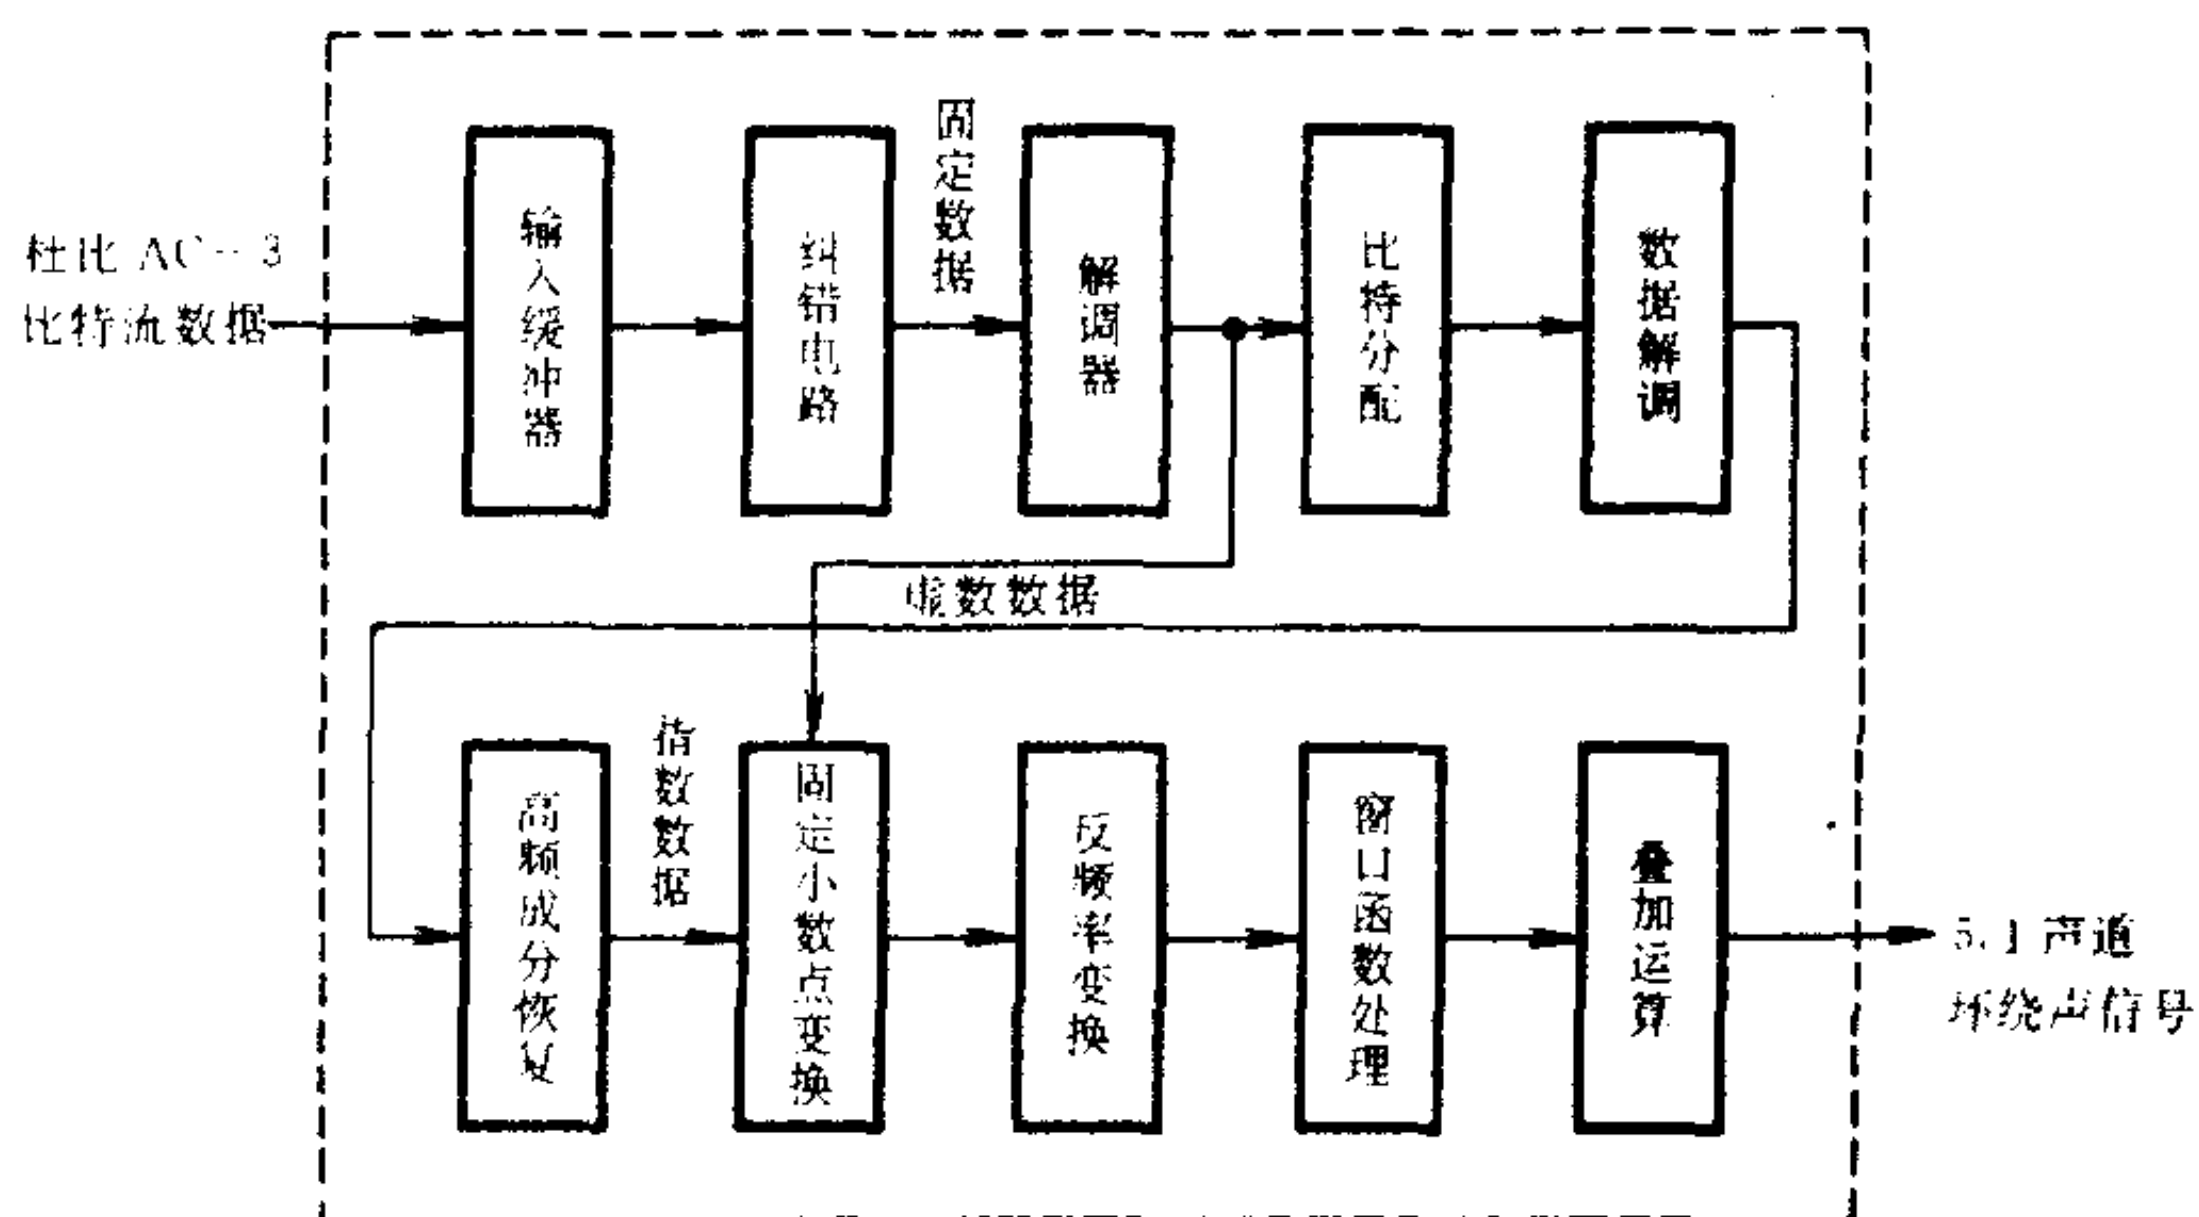 杜比 AC-3
比特流数据
输入缓冲器
纠错电路
固定数据
解调器
比特分配
数据解调
数数据
高频成分恢复
指数数据
固定小数点变换
反频率变换
窗口函数处理
叠加运算
5.1声道
环绕声信号